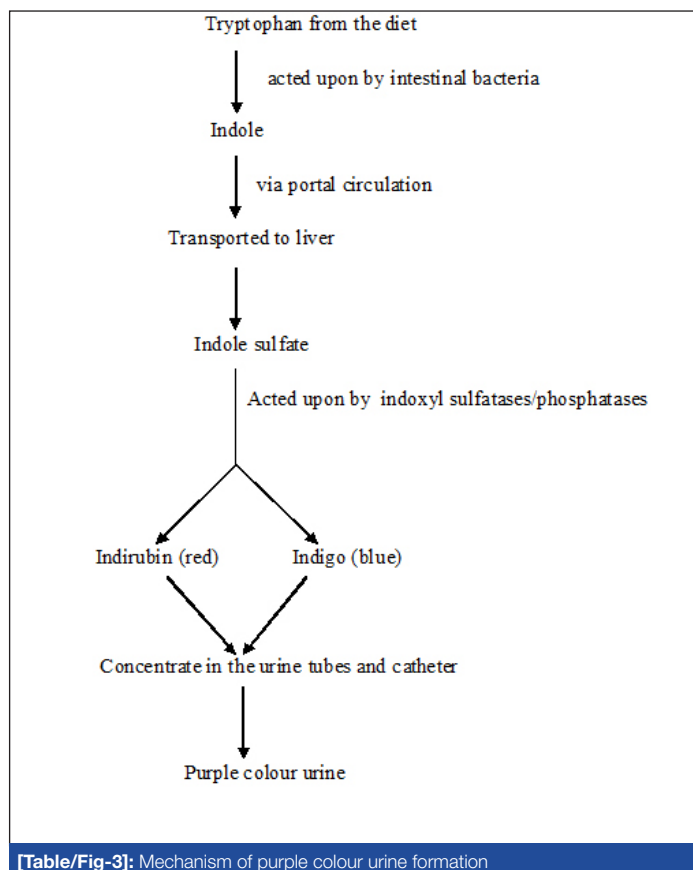 Tryptophan from the diet
acted upon by intestinal bacteria
Indole
via portal circulation
Transported to liver
Indole sulfate
Acted upon by indoxyl sulfatases/phosphatases
Indirubin (red) Indigo (blue)
Concentrate in the urine tubes and catheter
Purple colour urine
[Table/Fig-3]: Mechanism of purple colour urine formation